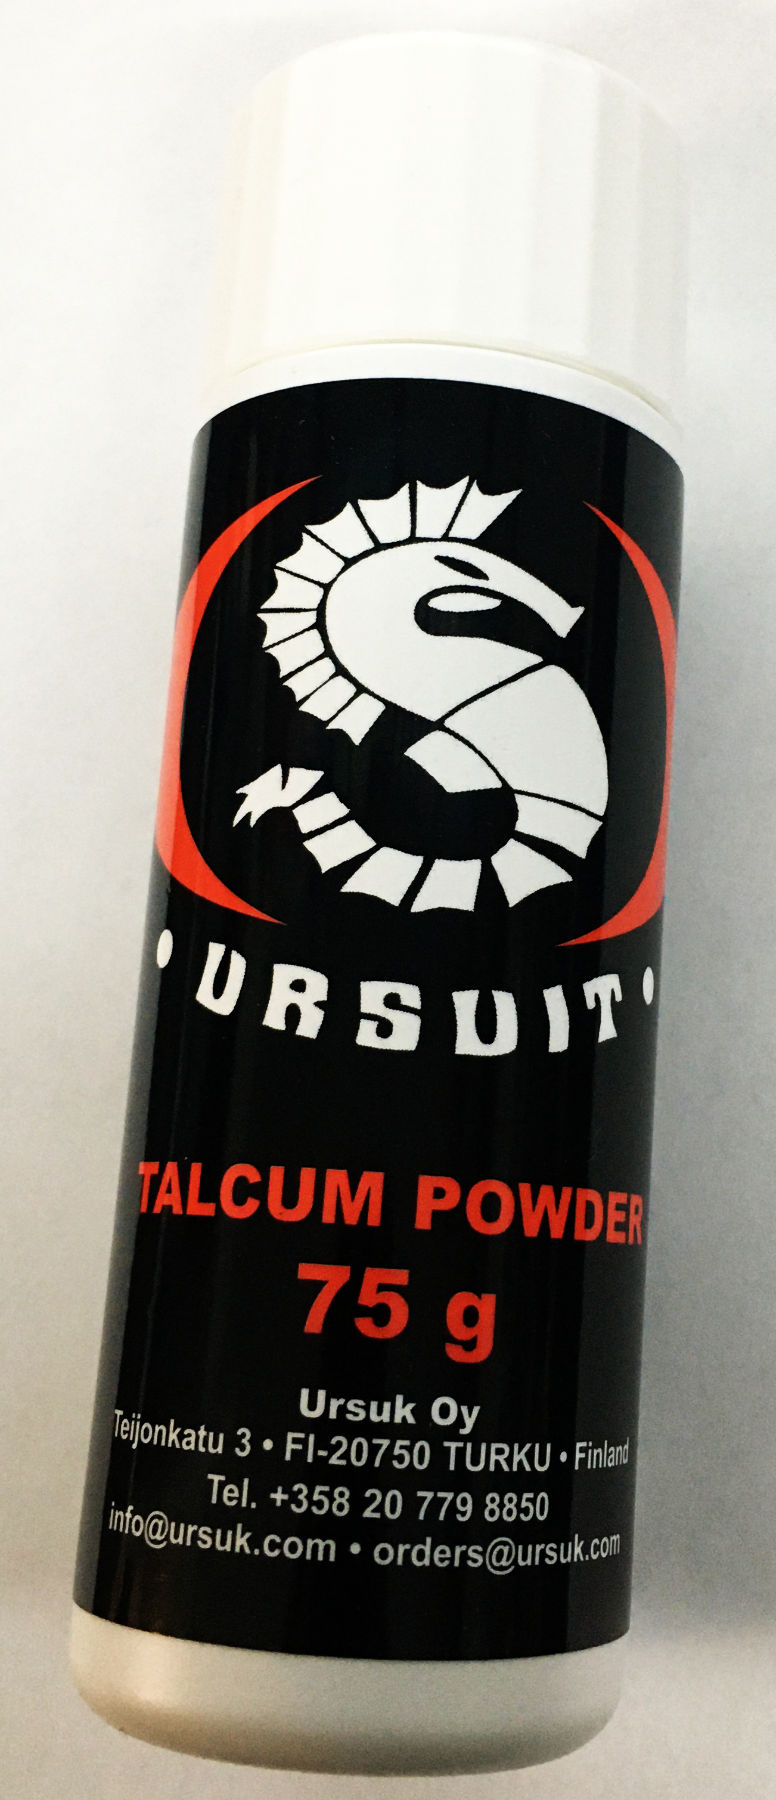 • URSUIT •
TALCUM POWDER
75 g
Ursuk Oy
Teijonkatu 3 • FI-20750 TURKU • Finland
Tel. +358 20 779 8850
info@ursuk.com • orders@ursuk.com